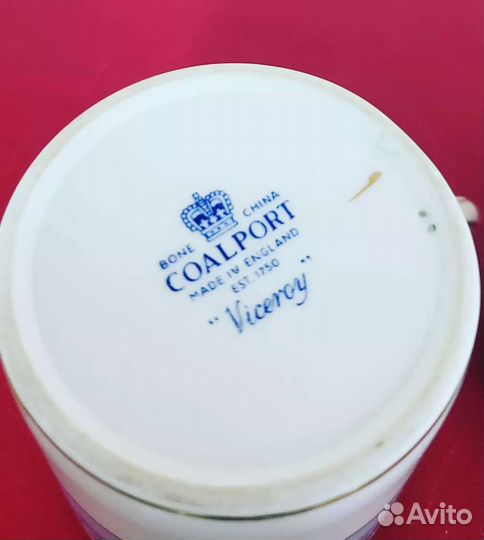 BONE CHINA
COALPORT
MADE IN ENGLAND
EST. 1750
"Viceroy"
Avito